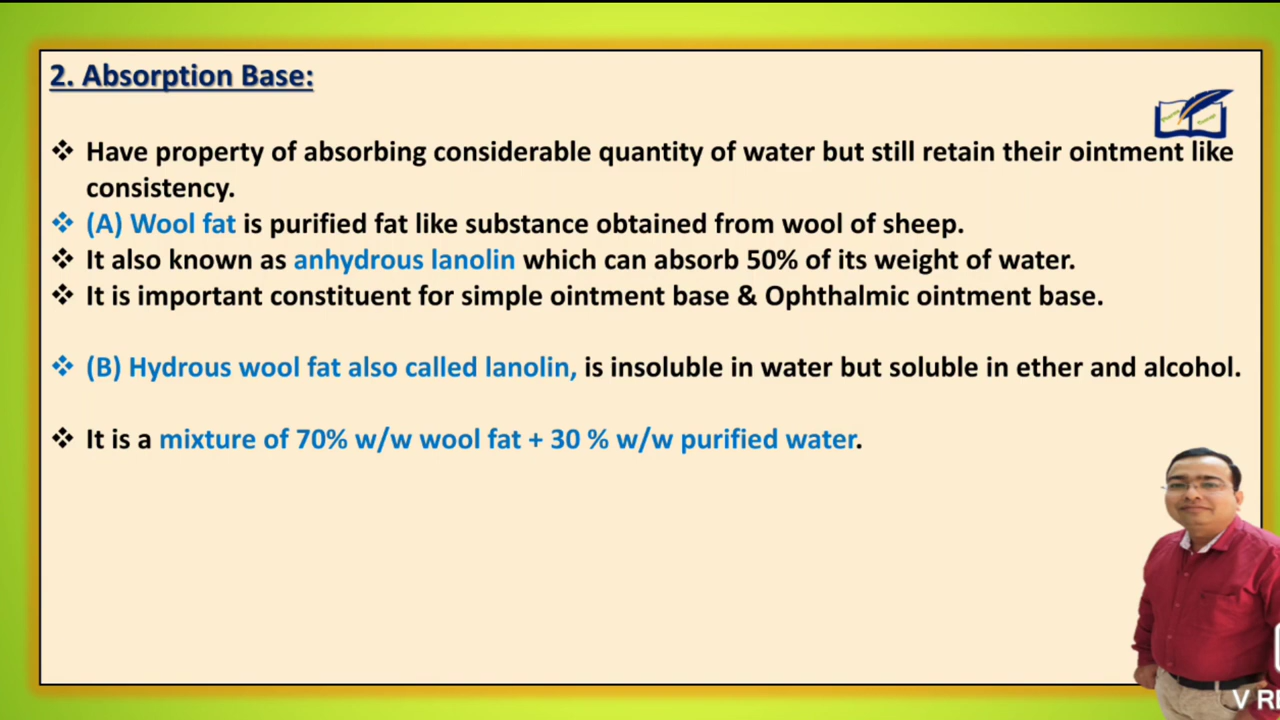 2. Absorption Base:
❖ Have property of absorbing considerable quantity of water but still retain their ointment like
consistency.
❖ (A) Wool fat is purified fat like substance obtained from wool of sheep.
❖ It also known as anhydrous lanolin which can absorb 50% of its weight of water.
❖ It is important constituent for simple ointment base & Ophthalmic ointment base.
❖ (B) Hydrous wool fat also called lanolin, is insoluble in water but soluble in ether and alcohol.
❖ It is a mixture of 70% w/w wool fat + 30 % w/w purified water.